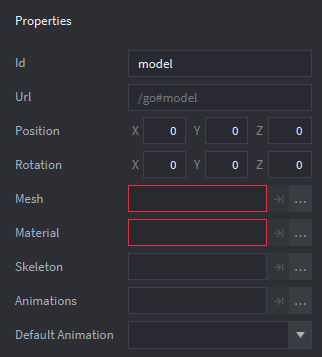 Properties
Id model
Url /go#model
Position X 0 Y 0 Z 0
Rotation X 0 Y 0 Z 0
Mesh ...
Material ...
Skeleton ...
Animations ...
Default Animation